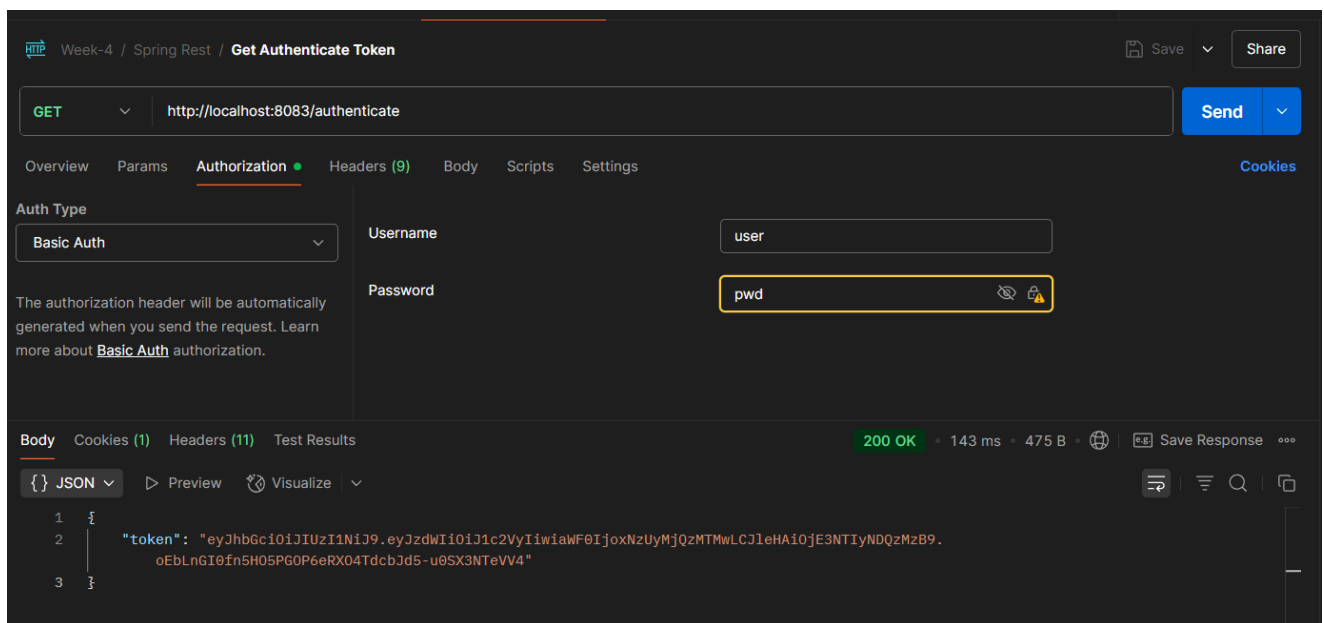 HTTP Week-4 / Spring Rest / Get Authenticate Token Save Share
GET http://localhost:8083/authenticate Send
Overview Params Authorization Headers (9) Body Scripts Settings Cookies
Auth Type
Basic Auth
Username user
Password pwd
The authorization header will be automatically
generated when you send the request. Learn
more about Basic Auth authorization.
Body Cookies (1) Headers (11) Test Results 200 OK • 143 ms • 475 B • e.g. Save Response
{} JSON Preview Visualize
1 {
2 "token": "eyJhbGciOiJIUzI1NiJ9.eyJzdWIiOiJ1c2VyIiwiaWF0IjoxNzUyMjQzMTMwLCJleHAiOjE3NTIyNDQzMzB9.
oEbLnGI0fn5HO5PGOP6eRXO4TdcbJd5-u0SX3NTeVV4"
3 }